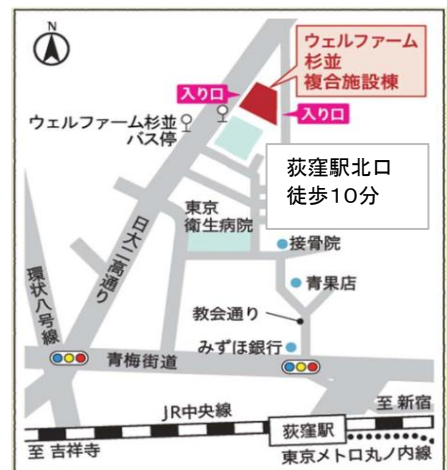 N
ウェルファーム
杉並
複合施設棟
入り口
入り口
ウェルファーム杉並
バス停
荻窪駅北口
徒歩10分
東京
衛生病院
日大二高通り
接骨院
青果店
環状八号線
教会通り
みずほ銀行
青梅街道
JR中央線
至 新宿
荻窪駅
至 吉祥寺
東京メトロ丸ノ内線